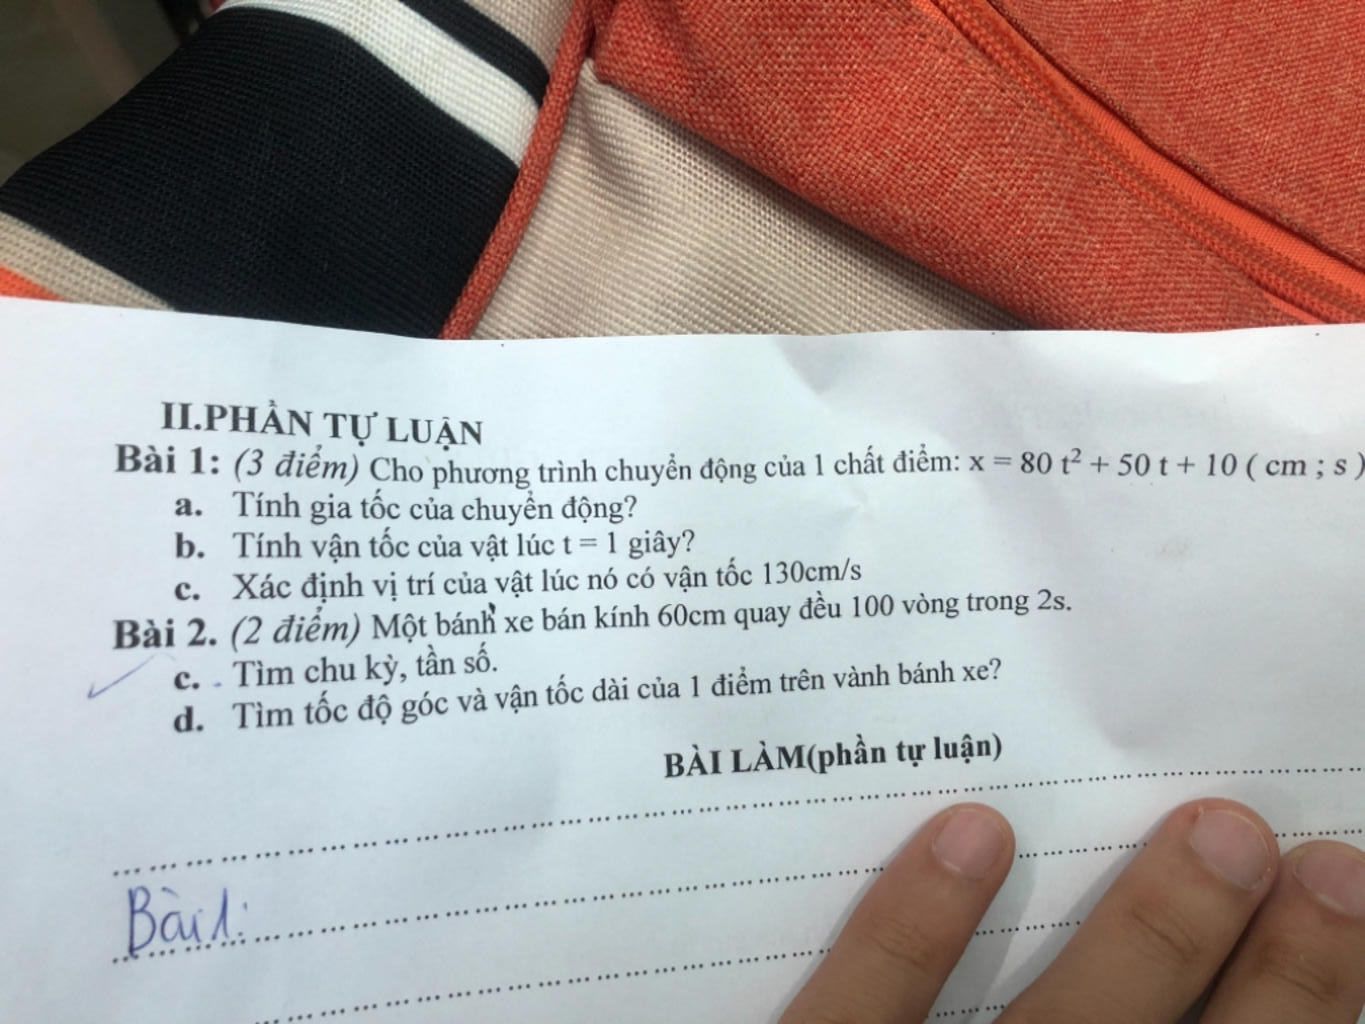 II.PHẦN TỰ LUẬN
Bài 1: (3 điểm) Cho phương trình chuyển động của 1 chất điểm: x = 80 t² + 50 t + 10 ( cm ; s )
a. Tính gia tốc của chuyển động?
b. Tính vận tốc của vật lúc t = 1 giây?
c. Xác định vị trí của vật lúc nó có vận tốc 130cm/s
Bài 2. (2 điểm) Một bánh xe bán kính 60cm quay đều 100 vòng trong 2s.
c. Tìm chu kỳ, tần số.
d. Tìm tốc độ góc và vận tốc dài của 1 điểm trên vành bánh xe?
BÀI LÀM(phần tự luận)
Bài 1: